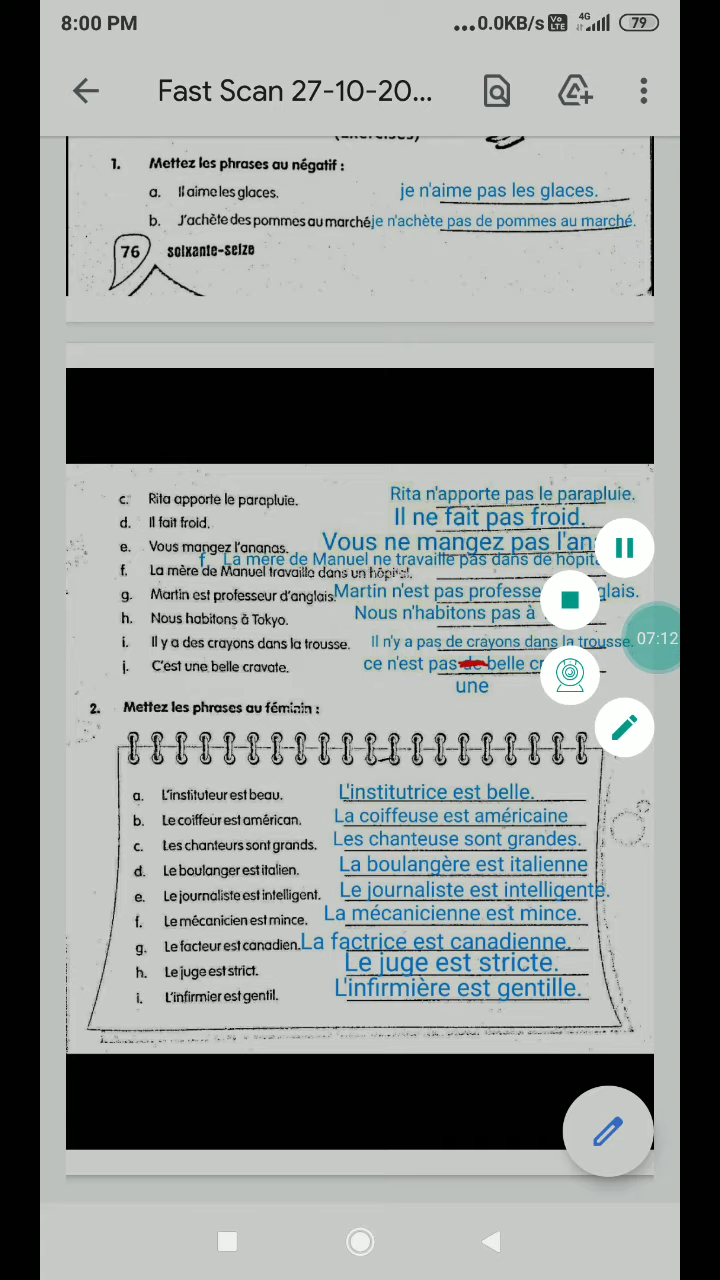 8:00 PM ...0.0KB/s Vo LTE 4G 79
Fast Scan 27-10-20...
1. Mettez les phrases au négatif :
a. Il aime les glaces. je n'aime pas les glaces.
b. J'achète des pommes au marché je n'achète pas de pommes au marché.
76 soixante-seize
c. Rita apporte le parapluie. Rita n'apporte pas le parapluie.
d. Il fait froid. Il ne fait pas froid.
e. Vous mangez l'ananas. Vous ne mangez pas l'an
f. La mère de Manuel ne travaille pas dans de hôpit
f. La mère de Manuel travaille dans un hôpital.
g. Martin est professeur d'anglais. Martin n'est pas professe glais.
h. Nous habitons à Tokyo. Nous n'habitons pas à
i. Il y a des crayons dans la trousse. Il n'y a pas de crayons dans la trousse.
07:12
j. C'est une belle cravate. ce n'est pas de belle cr
une
2. Mettez les phrases au féminin :
a. L'instituteur est beau. L'institutrice est belle.
b. Le coiffeur est américan. La coiffeuse est américaine
c. Les chanteurs sont grands. Les chanteuse sont grandes.
d. Le boulanger est italien. La boulangère est italienne
e. Le journaliste est intelligent. Le journaliste est intelligente.
f. Le mécanicien est mince. La mécanicienne est mince.
g. Le facteur est canadien. La factrice est canadienne.
h. Le juge est strict. Le juge est stricte.
i. L'infirmier est gentil. L'infirmière est gentille.